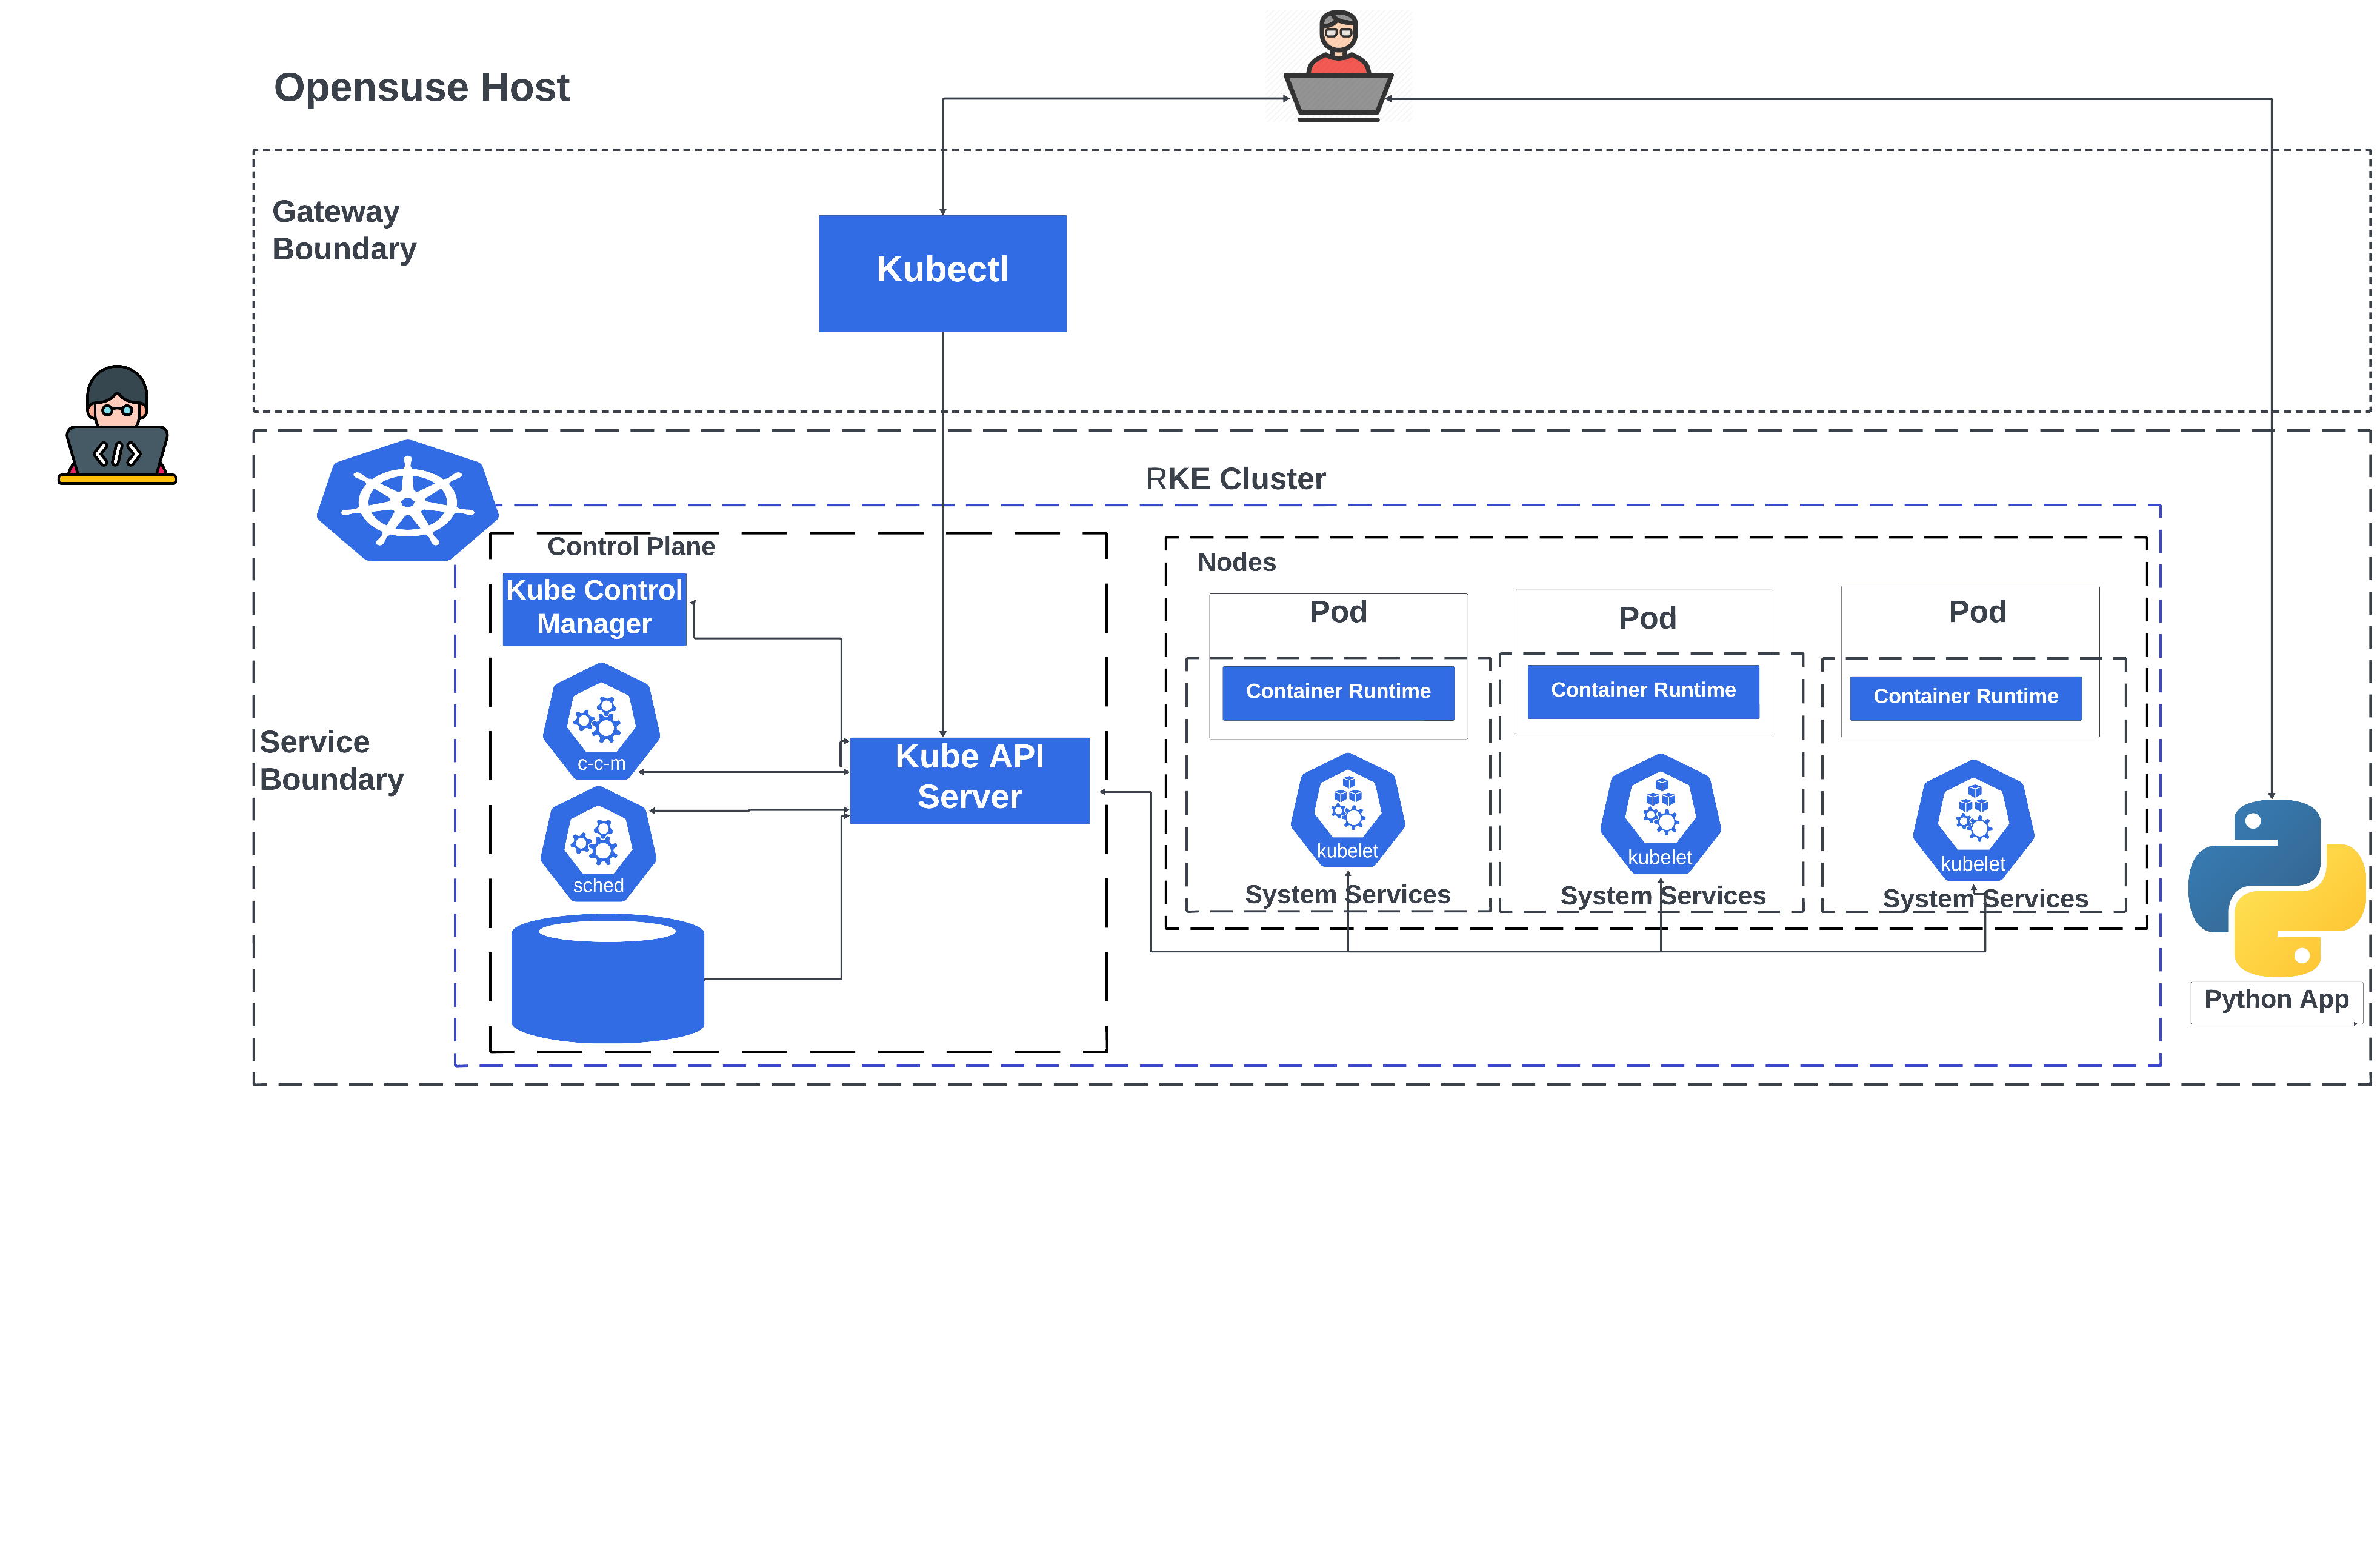 Opensuse Host
Gateway
Boundary
Kubectl
</>
RKE Cluster
Control Plane
Kube Control
Manager
c-c-m
sched
Kube API
Server
Service
Boundary
Nodes
Pod
Container Runtime
kubelet
System Services
Pod
Container Runtime
kubelet
System Services
Pod
Container Runtime
kubelet
System Services
Python App